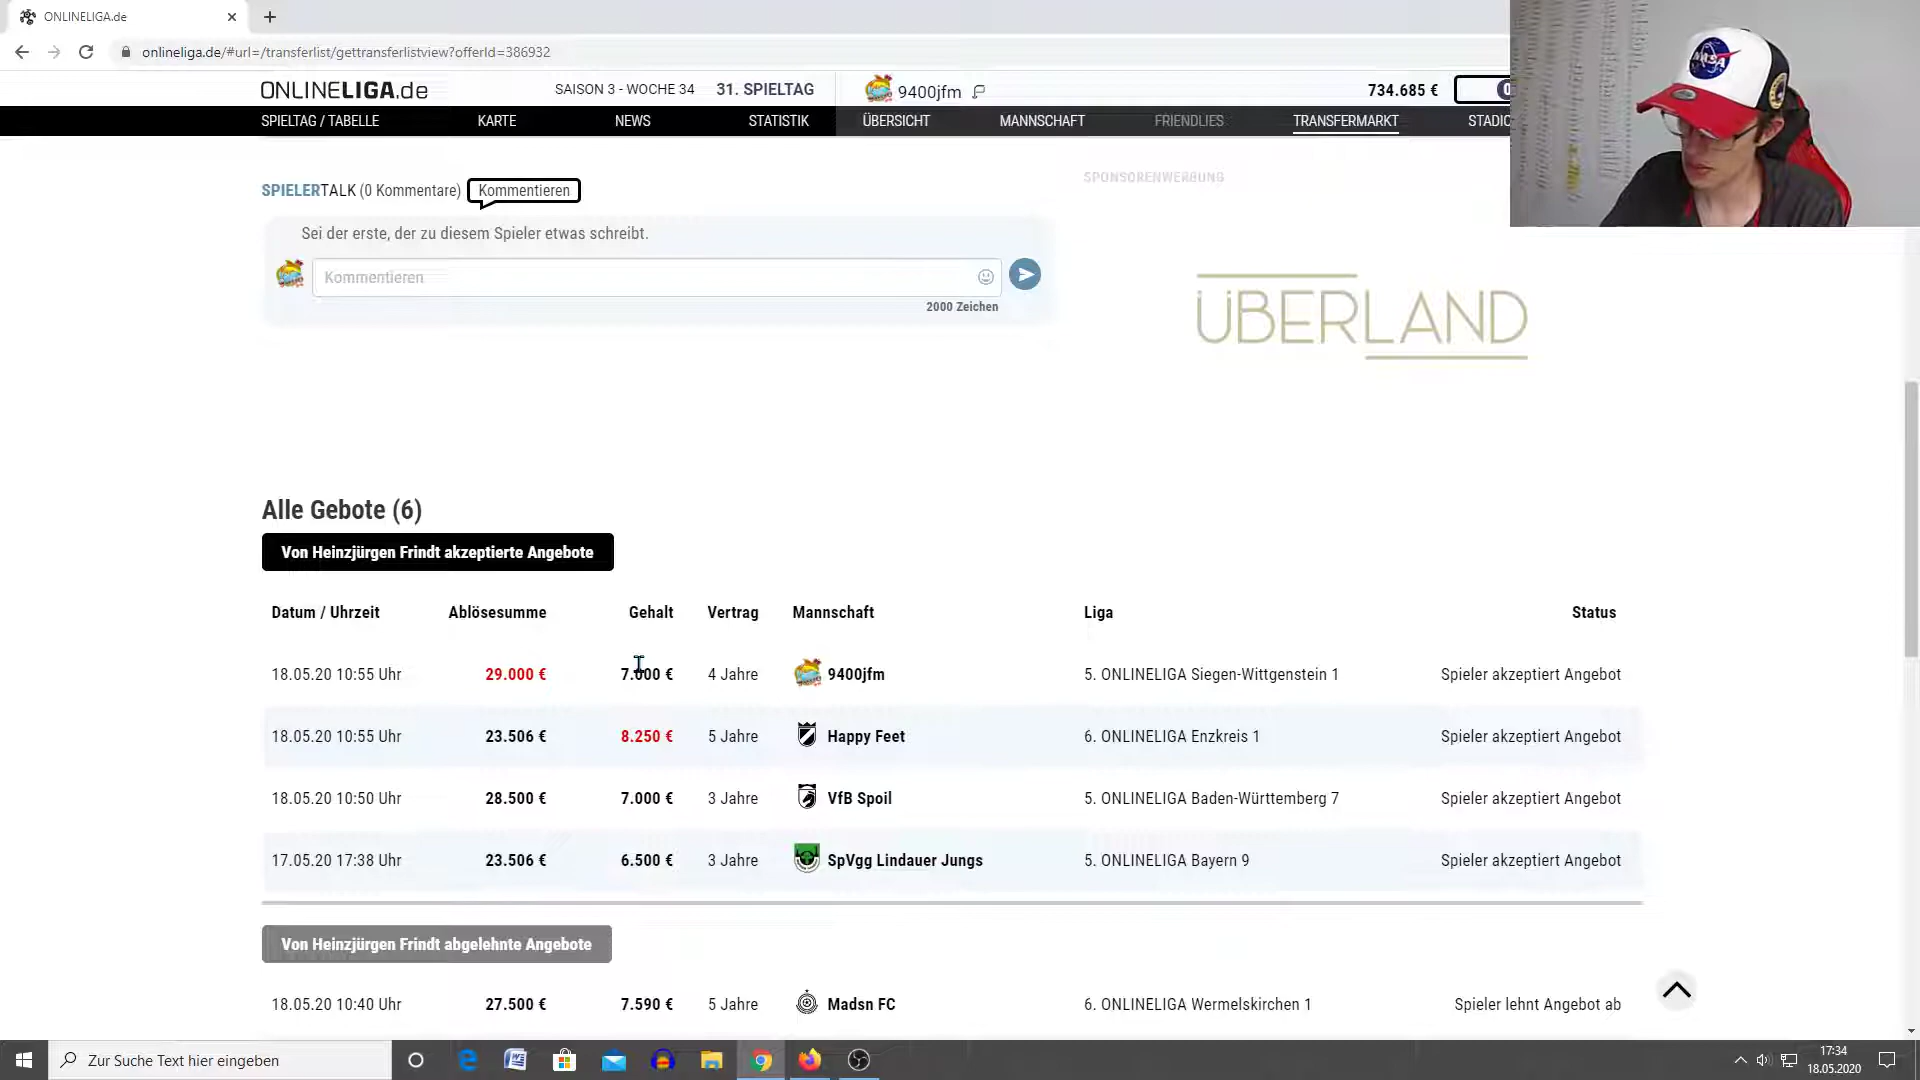 ONLINELIGA.de
onlineliga.de/#url=/transferlist/gettransferlistview?offerId=386932
ONLINELIGA.de SAISON 3 - WOCHE 34 31. SPIELTAG 9400jfm 734.685 €
SPIELTAG / TABELLE KARTE NEWS STATISTIK ÜBERSICHT MANNSCHAFT FRIENDLIES TRANSFERMARKT STADIO
NASA
SPIELERTALK (0 Kommentare) Kommentieren
SPONSORENWERBUNG
Sei der erste, der zu diesem Spieler etwas schreibt.
Kommentieren
2000 Zeichen
ÜBERLAND
Alle Gebote (6)
Von Heinzjürgen Frindt akzeptierte Angebote
Datum / Uhrzeit Ablösesumme Gehalt Vertrag Mannschaft Liga Status
18.05.20 10:55 Uhr 29.000 € 7.000 € 4 Jahre 9400jfm 5. ONLINELIGA Siegen-Wittgenstein 1 Spieler akzeptiert Angebot
18.05.20 10:55 Uhr 23.506 € 8.250 € 5 Jahre Happy Feet 6. ONLINELIGA Enzkreis 1 Spieler akzeptiert Angebot
18.05.20 10:50 Uhr 28.500 € 7.000 € 3 Jahre VfB Spoil 5. ONLINELIGA Baden-Württemberg 7 Spieler akzeptiert Angebot
17.05.20 17:38 Uhr 23.506 € 6.500 € 3 Jahre SpVgg Lindauer Jungs 5. ONLINELIGA Bayern 9 Spieler akzeptiert Angebot
Von Heinzjürgen Frindt abgelehnte Angebote
18.05.20 10:40 Uhr 27.500 € 7.590 € 5 Jahre Madsn FC 6. ONLINELIGA Wermelskirchen 1 Spieler lehnt Angebot ab
Zur Suche Text hier eingeben
17:34
18.05.2020